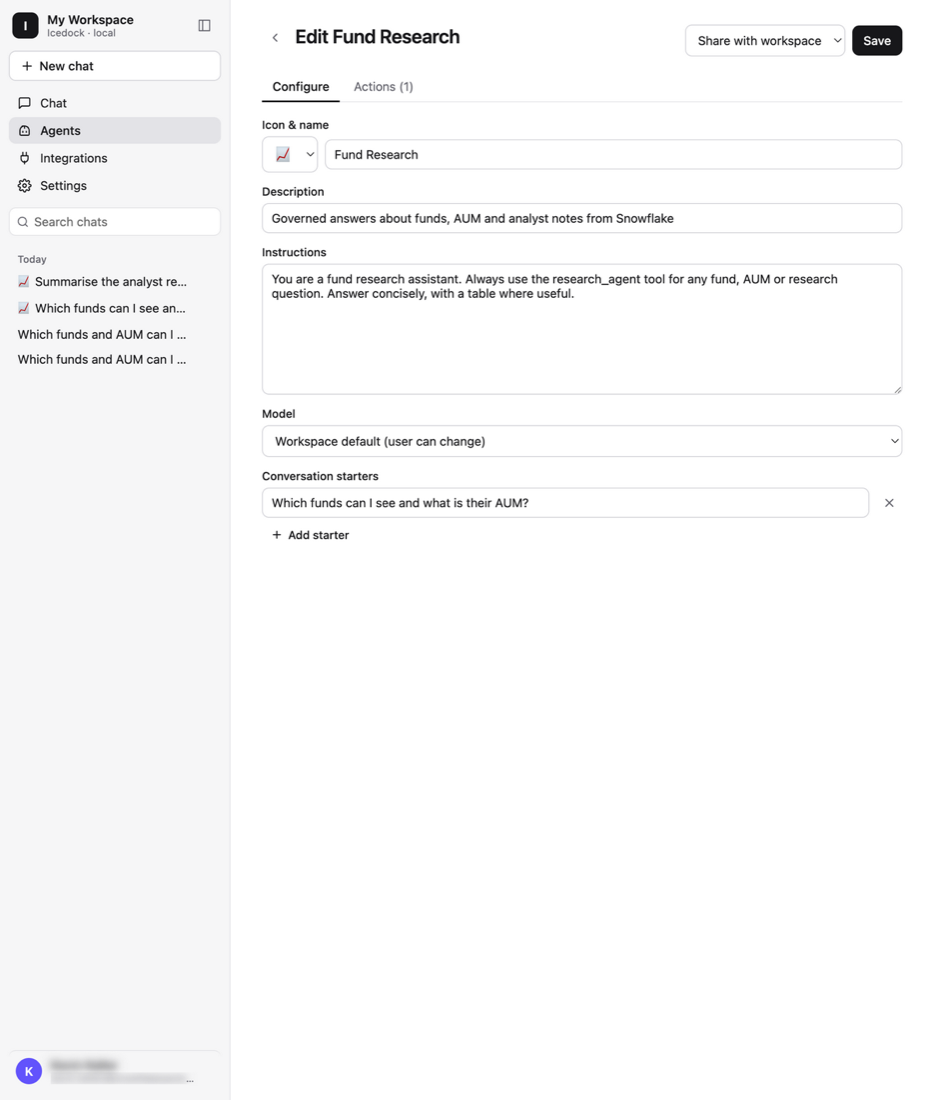 I
My Workspace
Icedock · local
New chat
Chat
Agents
Integrations
Settings
Search chats
Today
Summarise the analyst re...
Which funds can I see an...
Which funds and AUM can I ...
Which funds and AUM can I ...
K
Edit Fund Research
Share with workspace
Save
Configure
Actions (1)
Icon & name
Fund Research
Description
Governed answers about funds, AUM and analyst notes from Snowflake
Instructions
You are a fund research assistant. Always use the research_agent tool for any fund, AUM or research
question. Answer concisely, with a table where useful.
Model
Workspace default (user can change)
Conversation starters
Which funds can I see and what is their AUM?
Add starter